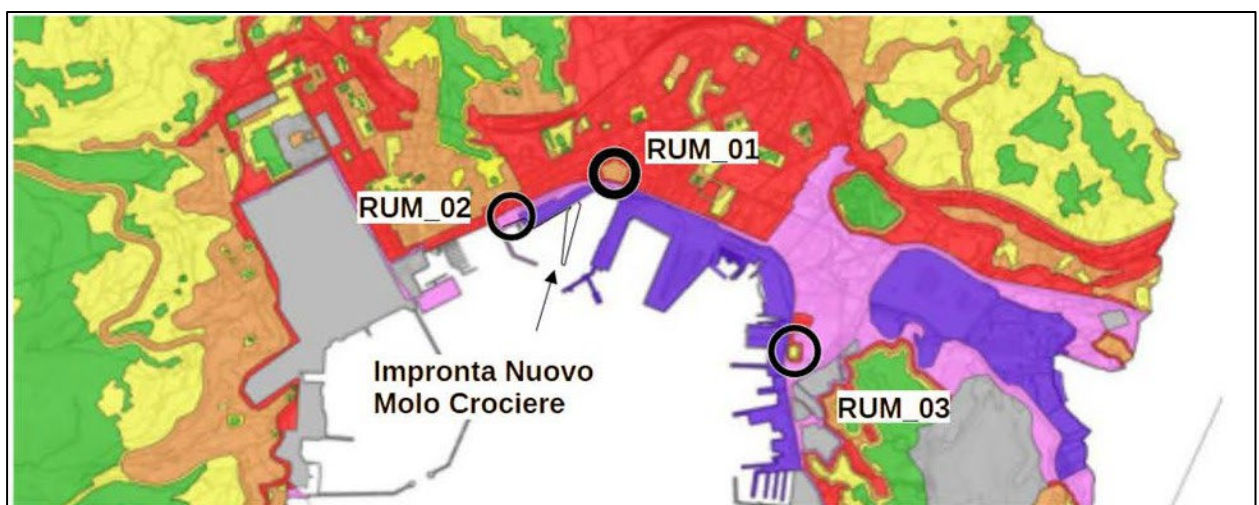 RUM_01
RUM_02
Impronta Nuovo
Molo Crociere
RUM_03